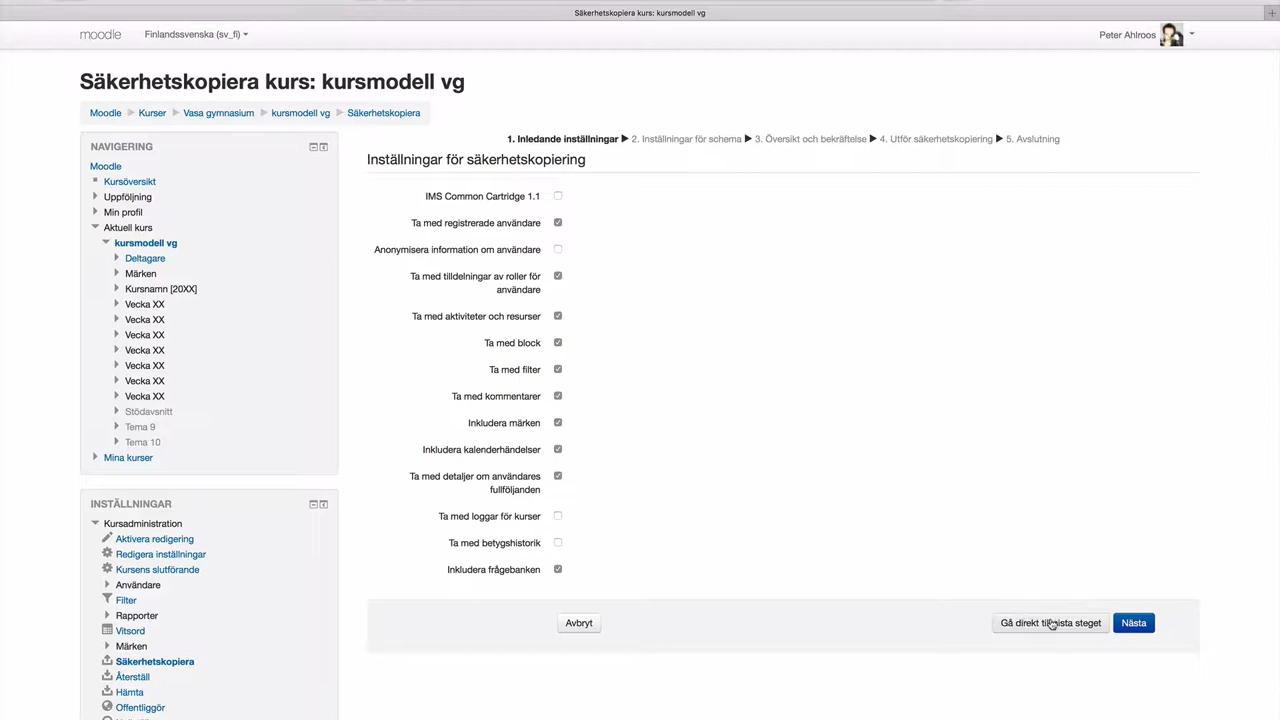 Säkerhetskopiera kurs: kursmodell vg
moodle
Finlandssvenska (sv_fi)
Peter Ahlroos
Säkerhetskopiera kurs: kursmodell vg
Moodle Kurser Vasa gymnasium kursmodell vg Säkerhetskopiera
NAVIGERING
Moodle
Kursöversikt
Uppföljning
Min profil
Aktuell kurs
kursmodell vg
Deltagare
Märken
Kursnamn [20XX]
Vecka XX
Vecka XX
Vecka XX
Vecka XX
Vecka XX
Vecka XX
Vecka XX
Stödavsnitt
Tema 9
Tema 10
Mina kurser
INSTÄLLNINGAR
Kursadministration
Aktivera redigering
Redigera inställningar
Kursens slutförande
Användare
Filter
Rapporter
Vitsord
Märken
Säkerhetskopiera
Återställ
Hämta
Offentliggör
1. Inledande inställningar ► 2. Inställningar för schema ► 3. Översikt och bekräftelse ► 4. Utför säkerhetskopiering ► 5. Avslutning
Inställningar för säkerhetskopiering
IMS Common Cartridge 1.1
Ta med registrerade användare
Anonymisera information om användare
Ta med tilldelningar av roller för
användare
Ta med aktiviteter och resurser
Ta med block
Ta med filter
Ta med kommentarer
Inkludera märken
Inkludera kalenderhändelser
Ta med detaljer om användares
fullföljanden
Ta med loggar för kurser
Ta med betygshistorik
Inkludera frågebanken
Avbryt
Gå direkt till sista steget
Nästa